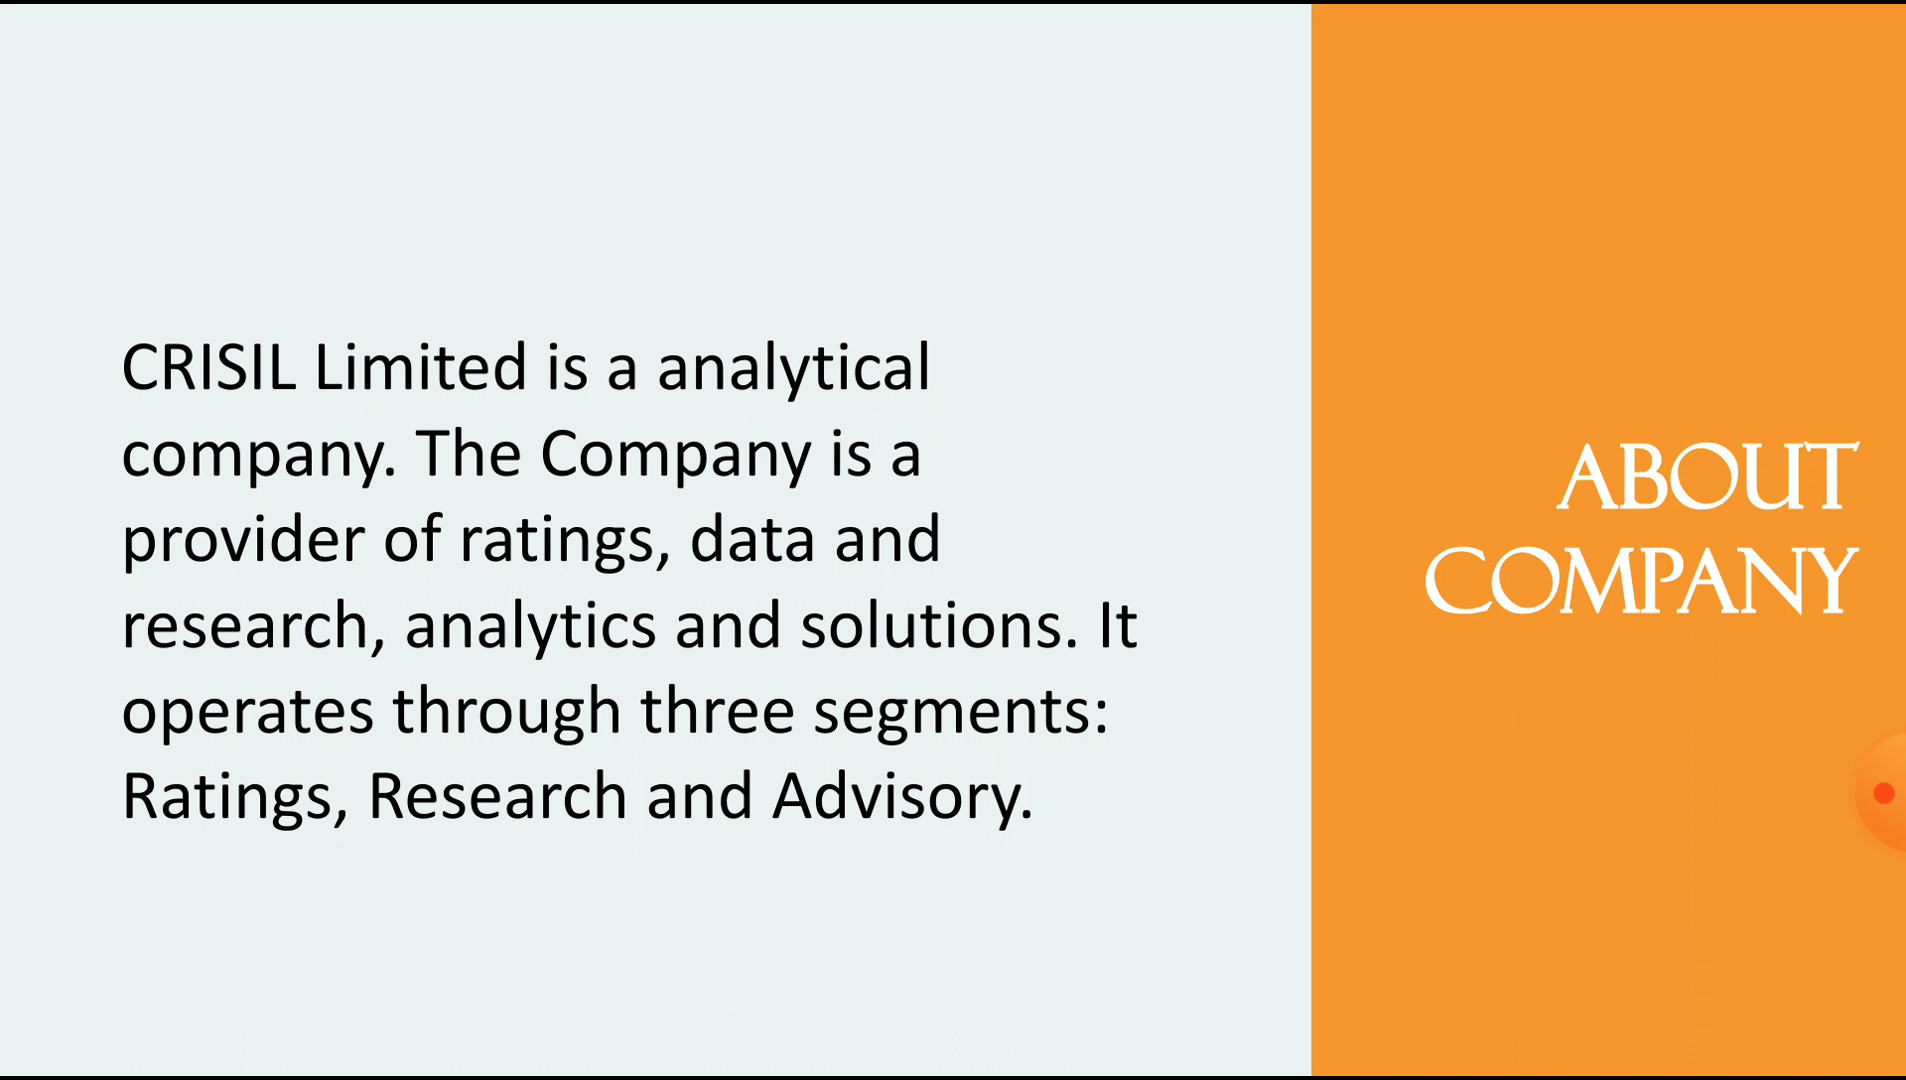 CRISIL Limited is a analytical
company. The Company is a
provider of ratings, data and
research, analytics and solutions. It
operates through three segments:
Ratings, Research and Advisory.
ABOUT
COMPANY